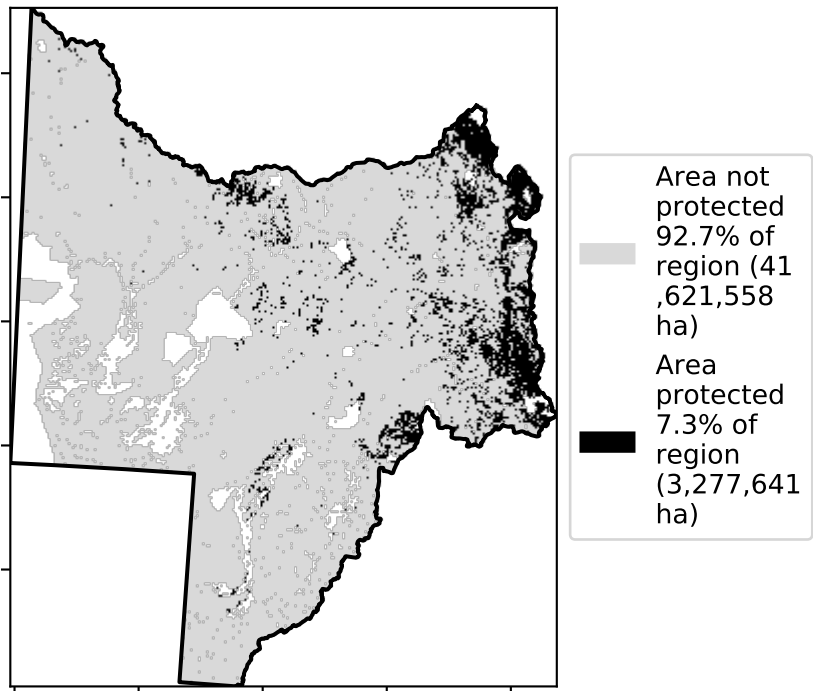 Area not
protected
92.7% of
region (41
,621,558
ha)
Area
protected
7.3% of
region
(3,277,641
ha)